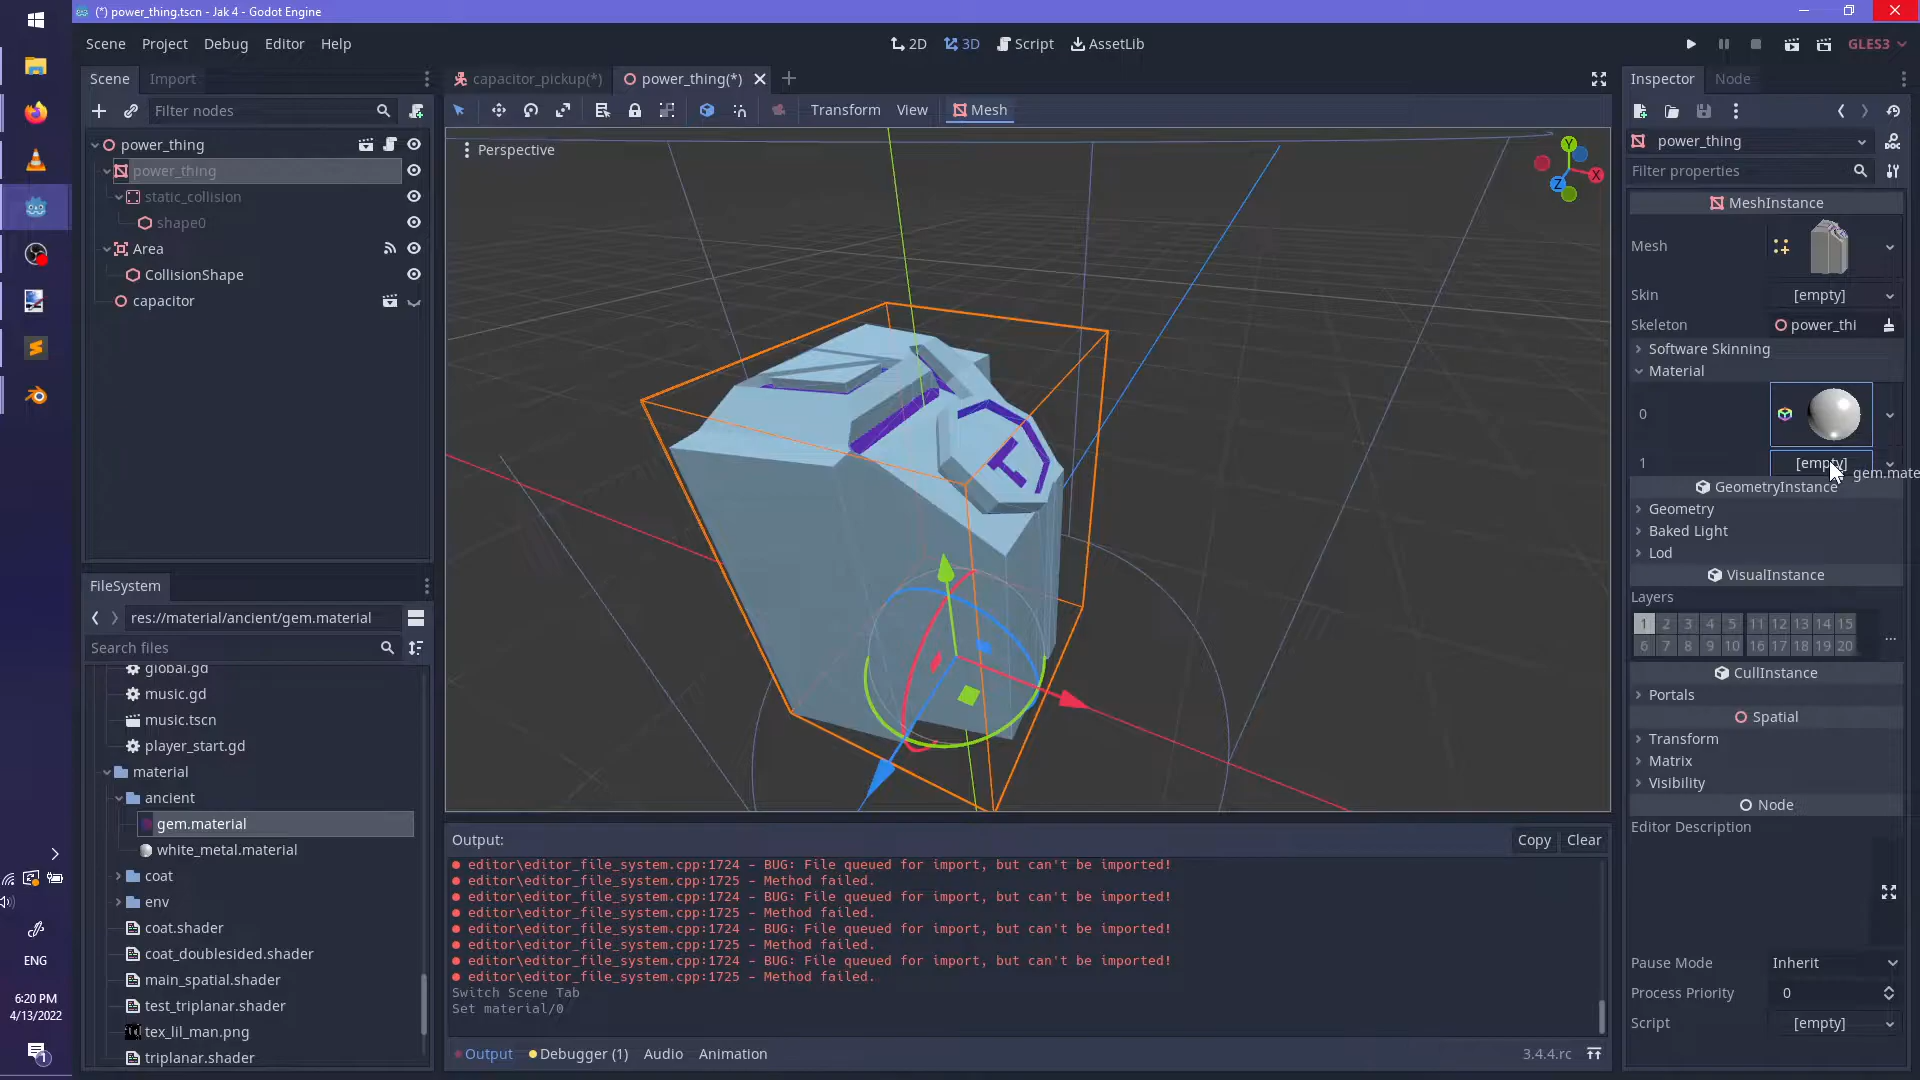 (*) power_thing.tscn - Jak 4 - Godot Engine
Scene Project Debug Editor Help
2D 3D Script AssetLib
GLES3
Scene Import
capacitor_pickup(*) power_thing(*)
Inspector Node
Filter nodes
Transform View Mesh
power_thing
power_thing
static_collision
shape0
Area
CollisionShape
capacitor
Perspective
Y
X
Z
power_thing
Filter properties
MeshInstance
Mesh
Skin [empty]
Skeleton power_thi
Software Skinning
Material
0
1 [empty]
gem.mate
GeometryInstance
Geometry
Baked Light
Lod
VisualInstance
Layers
1 2 3 4 5 11 12 13 14 15
6 7 8 9 10 16 17 18 19 20
...
CullInstance
Portals
Spatial
Transform
Matrix
Visibility
Node
Editor Description
Pause Mode Inherit
Process Priority 0
Script [empty]
FileSystem
res://material/ancient/gem.material
Search files
global.gd
music.gd
music.tscn
player_start.gd
material
ancient
gem.material
white_metal.material
coat
env
coat.shader
coat_doublesided.shader
main_spatial.shader
test_triplanar.shader
tex_lil_man.png
triplanar.shader
Output:
Copy Clear
editor\editor_file_system.cpp:1724 - BUG: File queued for import, but can't be imported!
editor\editor_file_system.cpp:1725 - Method failed.
editor\editor_file_system.cpp:1724 - BUG: File queued for import, but can't be imported!
editor\editor_file_system.cpp:1725 - Method failed.
editor\editor_file_system.cpp:1724 - BUG: File queued for import, but can't be imported!
editor\editor_file_system.cpp:1725 - Method failed.
editor\editor_file_system.cpp:1724 - BUG: File queued for import, but can't be imported!
editor\editor_file_system.cpp:1725 - Method failed.
Switch Scene Tab
Set material/0
Output Debugger (1) Audio Animation
3.4.4.rc
ENG
6:20 PM
4/13/2022
1